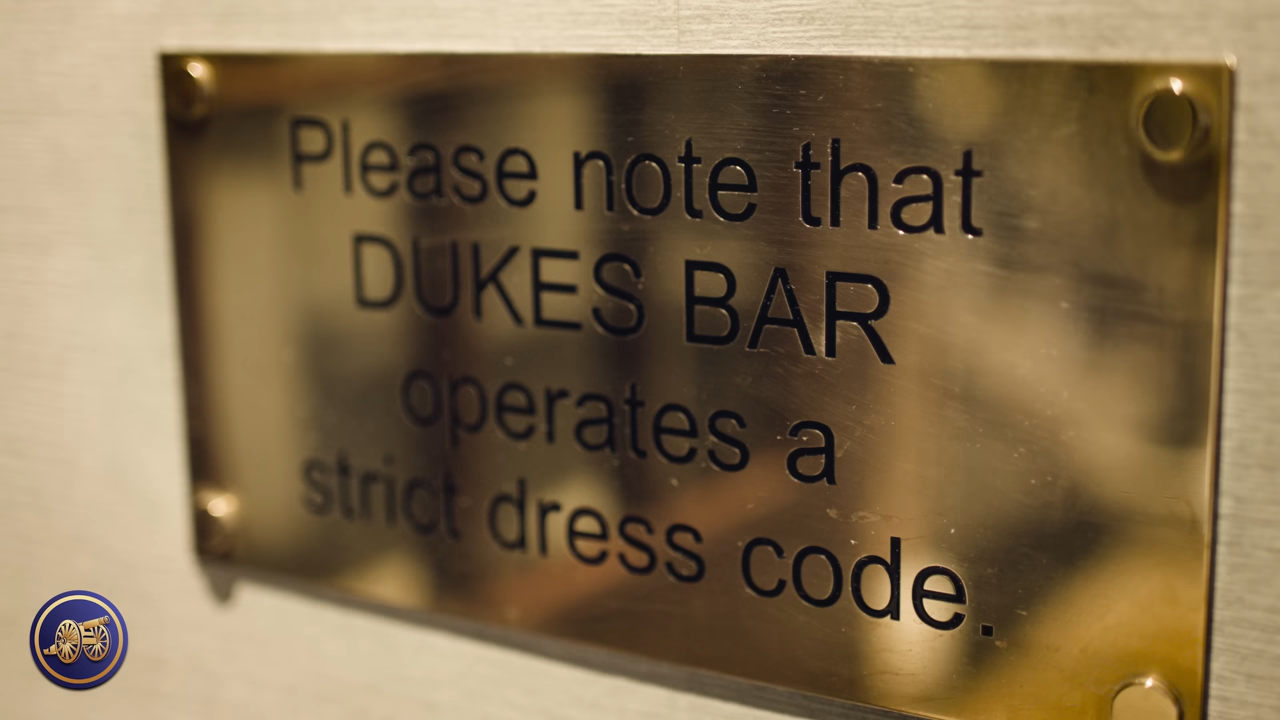 Please note that
DUKES BAR
operates a
strict dress code.